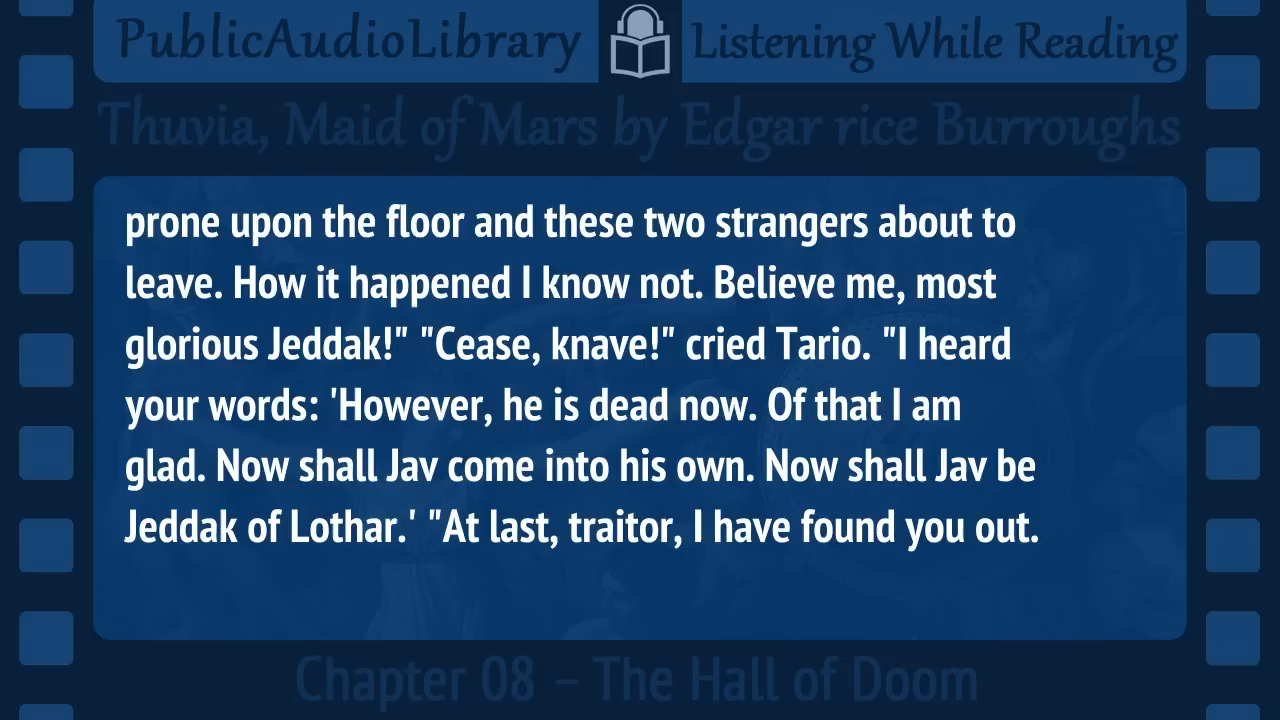 PublicAudioLibrary Listening While Reading
Thuvia, Maid of Mars by Edgar rice Burroughs
prone upon the floor and these two strangers about to
leave. How it happened I know not. Believe me, most
glorious Jeddak!" "Cease, knave!" cried Tario. "I heard
your words: 'However, he is dead now. Of that I am
glad. Now shall Jav come into his own. Now shall Jav be
Jeddak of Lothar.' "At last, traitor, I have found you out.
Chapter 08 – The Hall of Doom